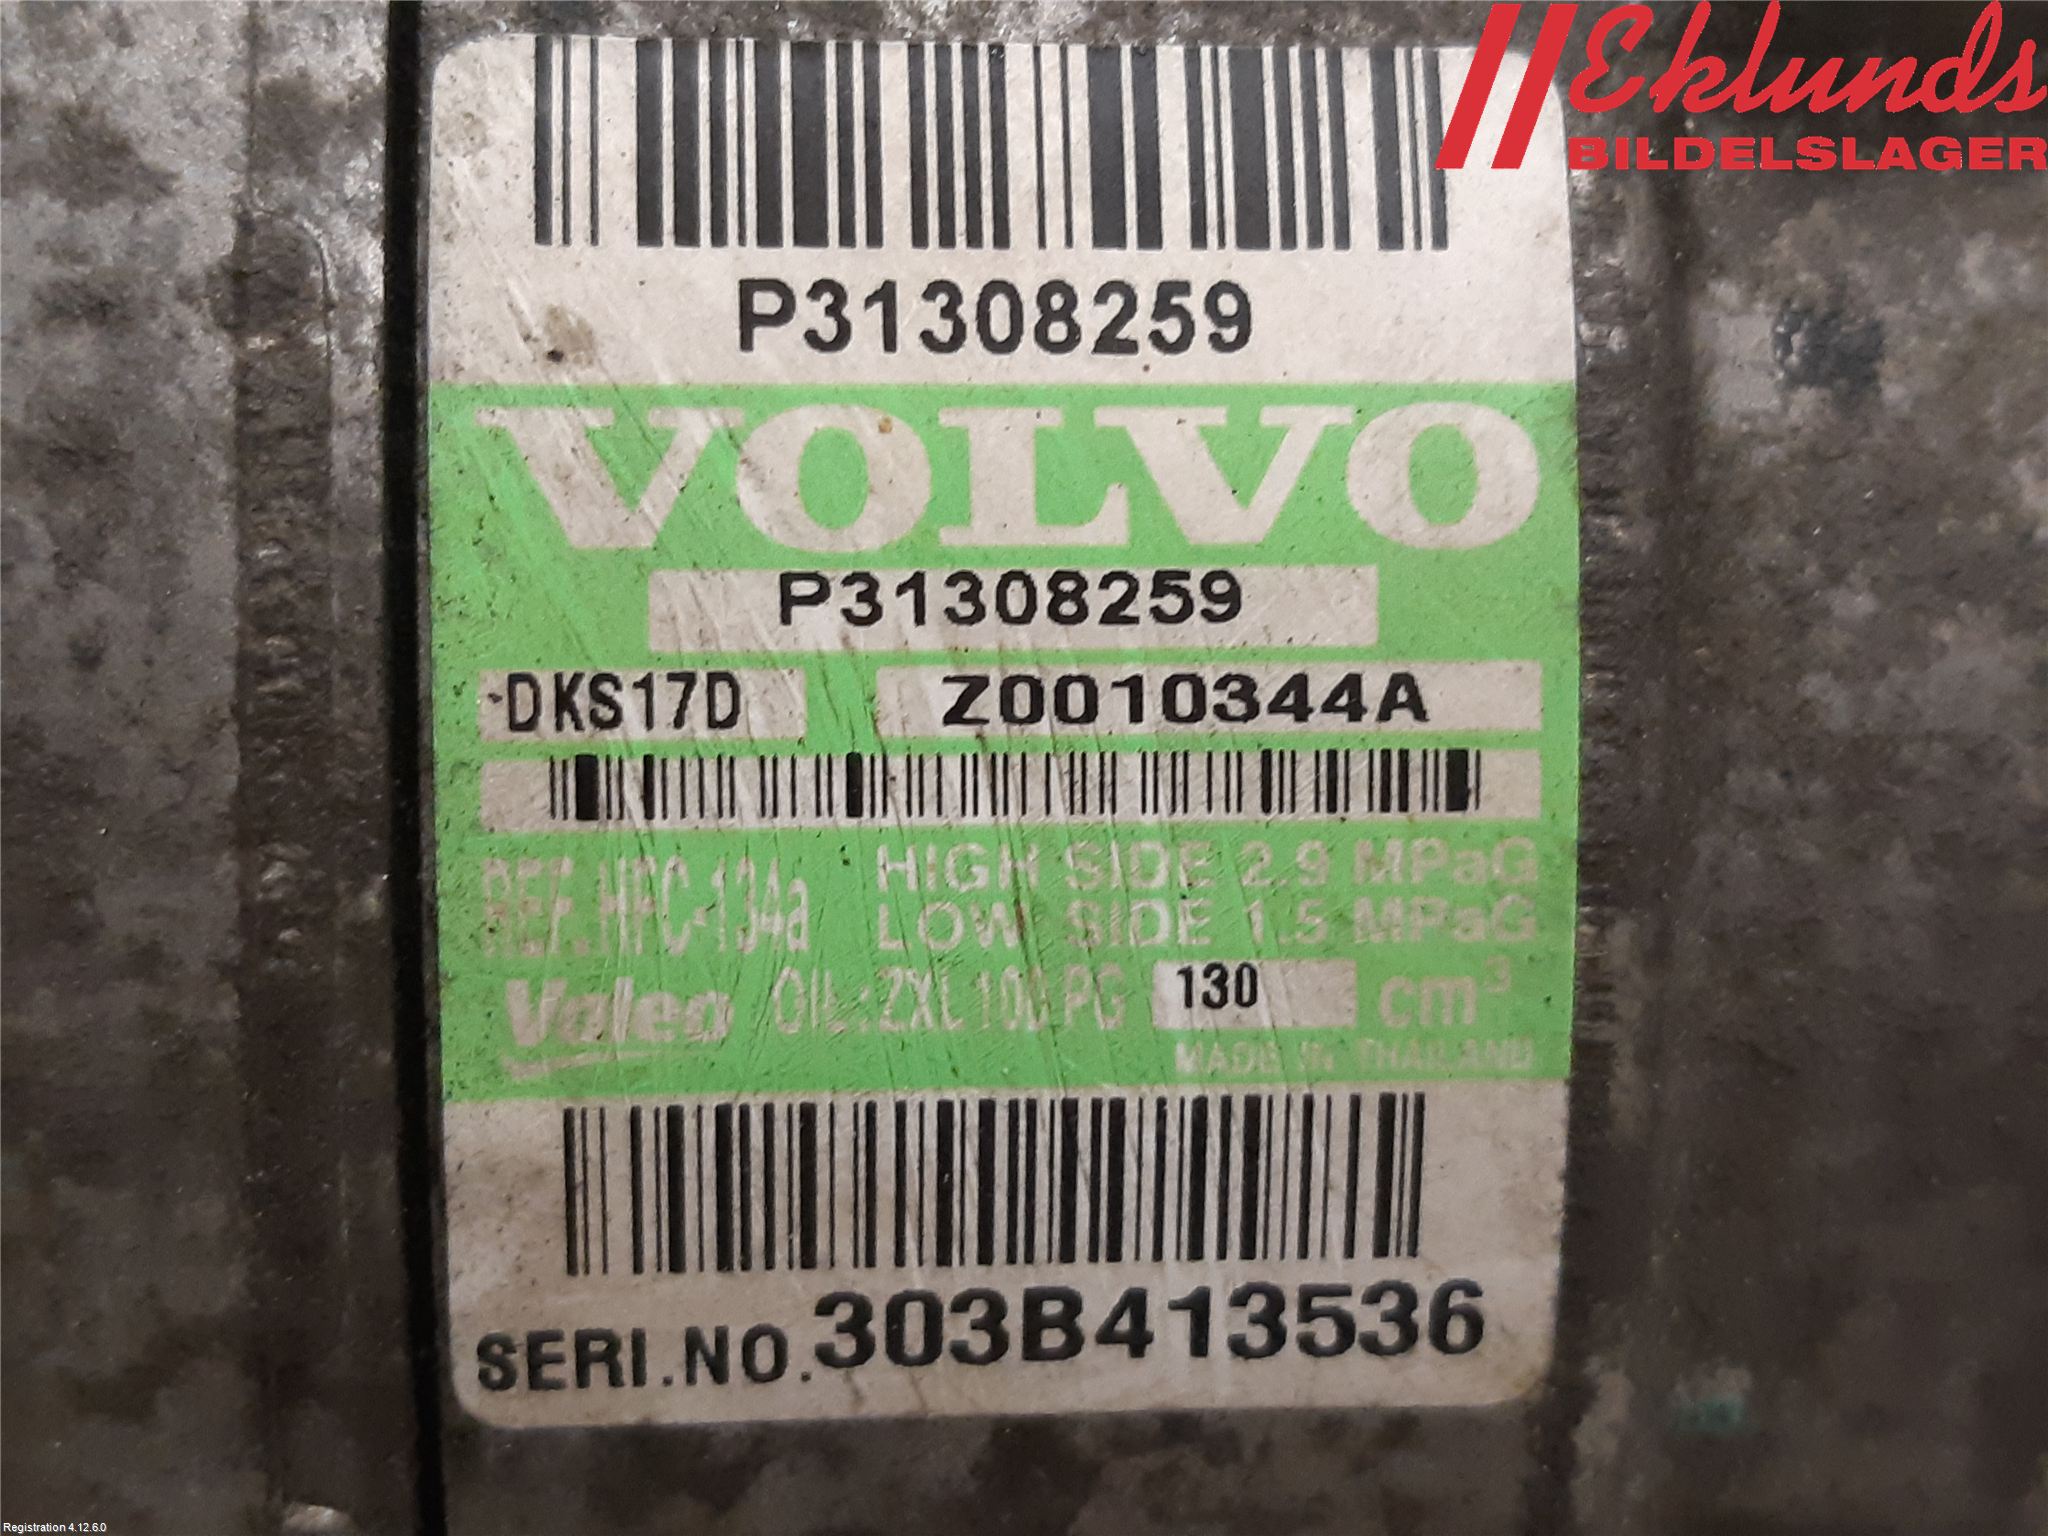 Eklunds
BILDELSLAGER
P31308259
VOLVO
P31308259
DKS17D Z0010344A
REF. HFC-134a HIGH SIDE 2.9 MPaG
LOW SIDE 1.5 MPaG
Valeo OIL: ZXL 100 PG 130 cm³
MADE IN THAILAND
SERI.NO.303B413536
Registration 4.12.6.0